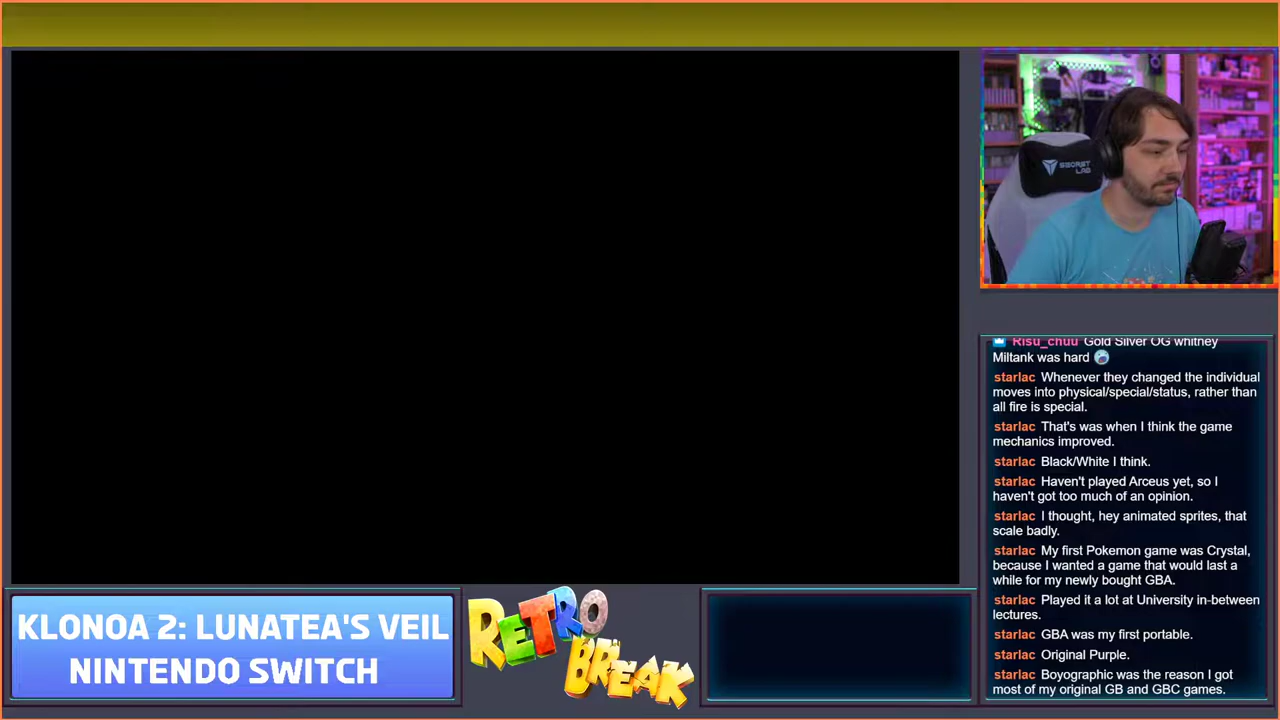 SECRET
LAB
Risu_chuu Gold Silver OG whitney
Miltank was hard
starlac Whenever they changed the individual
moves into physical/special/status, rather than
all fire is special.
starlac That's was when I think the game
mechanics improved.
starlac Black/White I think.
starlac Haven't played Arceus yet, so I
haven't got too much of an opinion.
starlac I thought, hey animated sprites, that
scale badly.
starlac My first Pokemon game was Crystal,
because I wanted a game that would last a
while for my newly bought GBA.
starlac Played it a lot at University in-between
lectures.
starlac GBA was my first portable.
starlac Original Purple.
starlac Boyographic was the reason I got
most of my original GB and GBC games.
KLONOA 2: LUNATEA'S VEIL
NINTENDO SWITCH
RETRO
BREAK